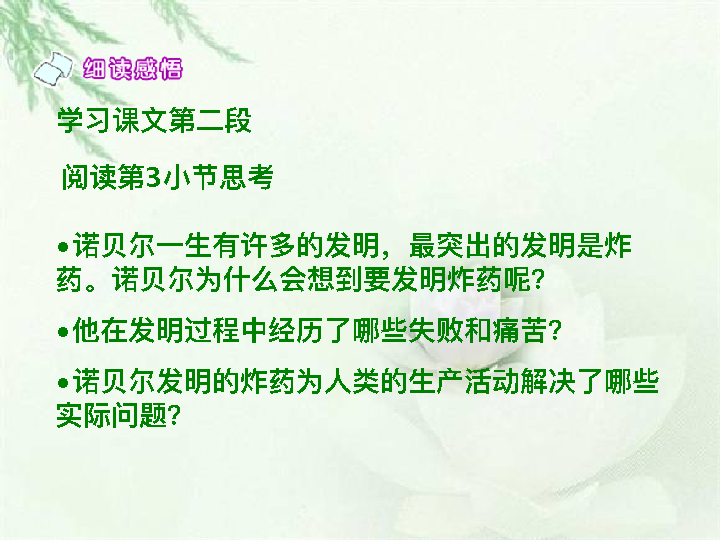 细读感悟
学习课文第二段
阅读第3小节思考
•诺贝尔一生有许多的发明，最突出的发明是炸
药。诺贝尔为什么会想到要发明炸药呢？
•他在发明过程中经历了哪些失败和痛苦？
•诺贝尔发明的炸药为人类的生产活动解决了哪些
实际问题？